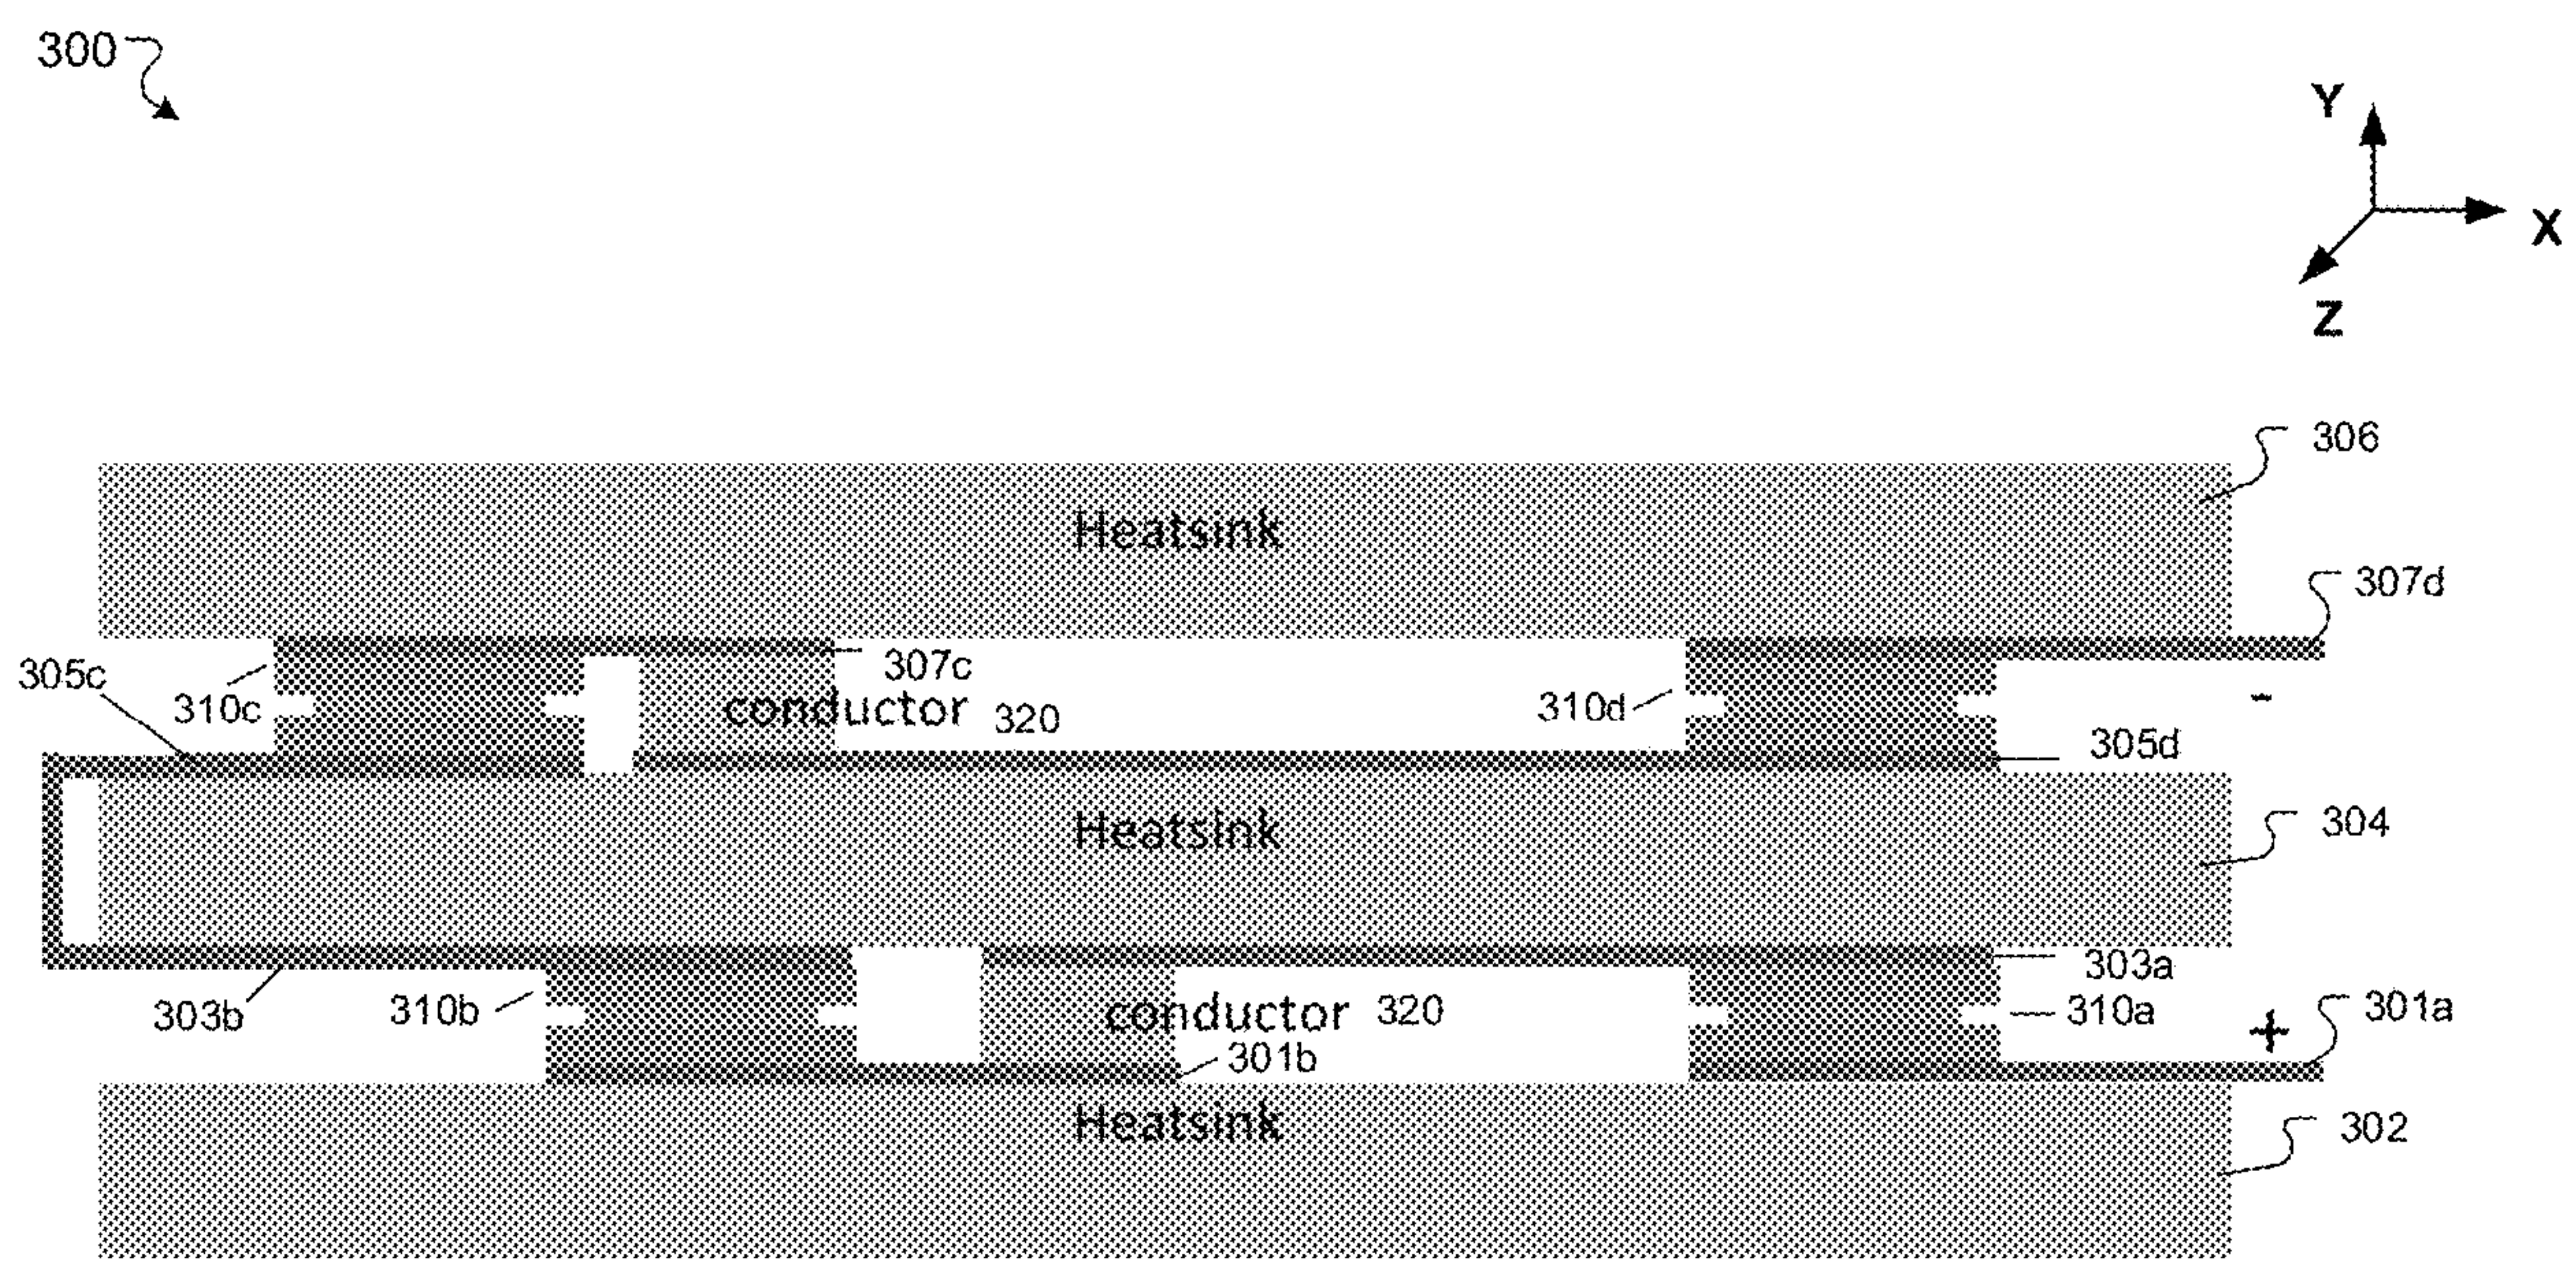 300
Y
X
Z
306
Heatsink
307d
305c
310c
307c
conductor 320
310d
-
305d
Heatsink
304
303b
310b
conductor 320
303a
310a
301a
+
301b
Heatsink
302